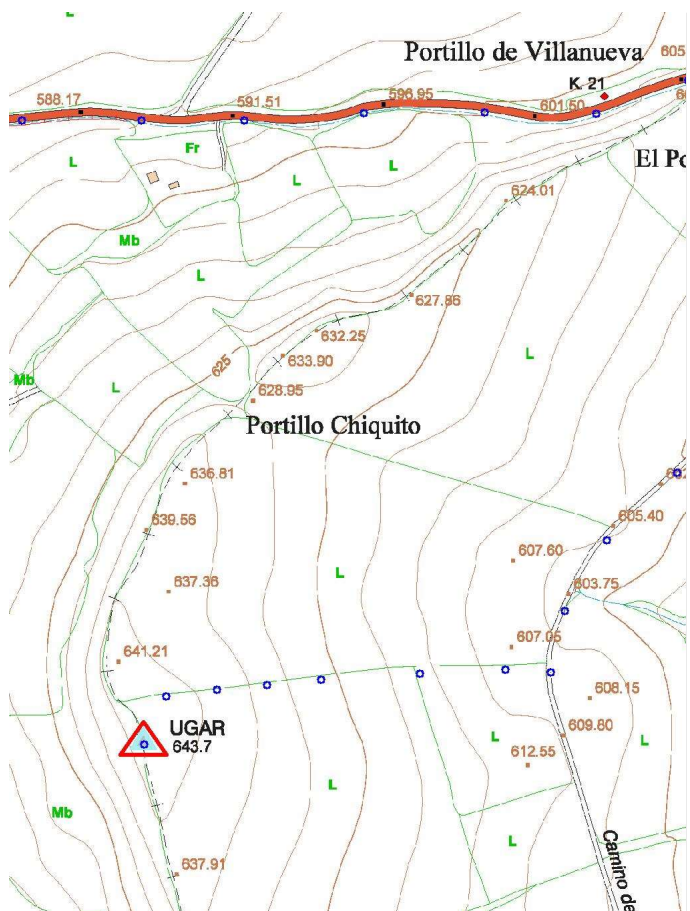 L
Portillo de Villanueva
605
588.17
591.51
596.95
K. 21
601.50
L
Fr
L
L
El Po
624.01
Mb
L
627.86
632.25
L
633.90
625
Mb
L
628.95
Portillo Chiquito
636.81
639.56
605.40
607.60
L
637.36
603.75
641.21
607.05
608.15
UGAR
643.7
609.80
L
L
612.55
L
Mb
L
Camino de
637.91